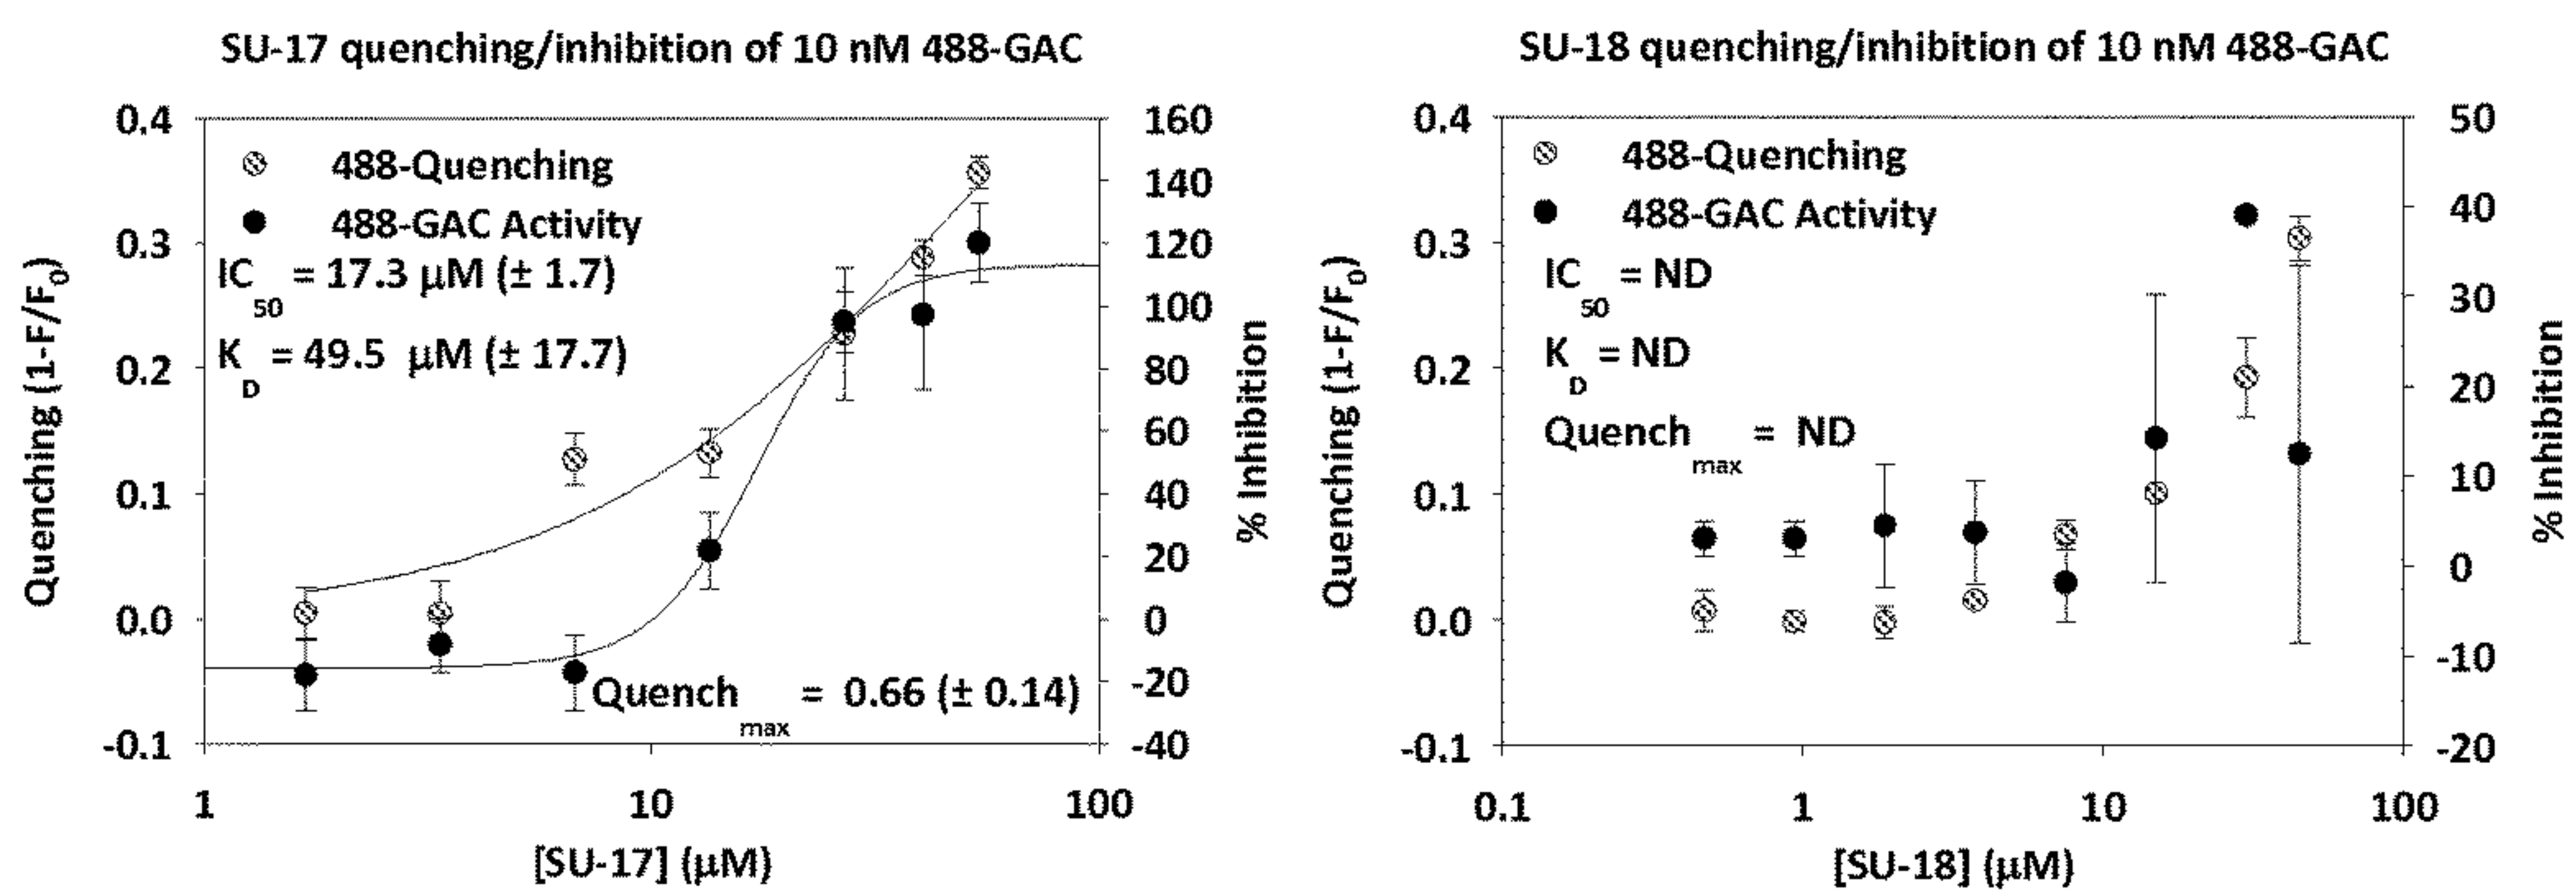 SU-17 quenching/inhibition of 10 nM 488-GAC
0.4
0.3
0.2
0.1
0.0
-0.1
Quenching (1-F/F0)
488-Quenching
488-GAC Activity
IC50 = 17.3 μM (± 1.7)
KD = 49.5 μM (± 17.7)
Quenchmax = 0.66 (± 0.14)
160
140
120
100
80
60
40
20
0
-20
-40
% Inhibition
1 10 100
[SU-17] (μM)
SU-18 quenching/inhibition of 10 nM 488-GAC
0.4
0.3
0.2
0.1
0.0
-0.1
Quenching (1-F/F0)
488-Quenching
488-GAC Activity
IC50 = ND
KD = ND
Quenchmax = ND
50
40
30
20
10
0
-10
-20
% Inhibition
0.1 1 10 100
[SU-18] (μM)